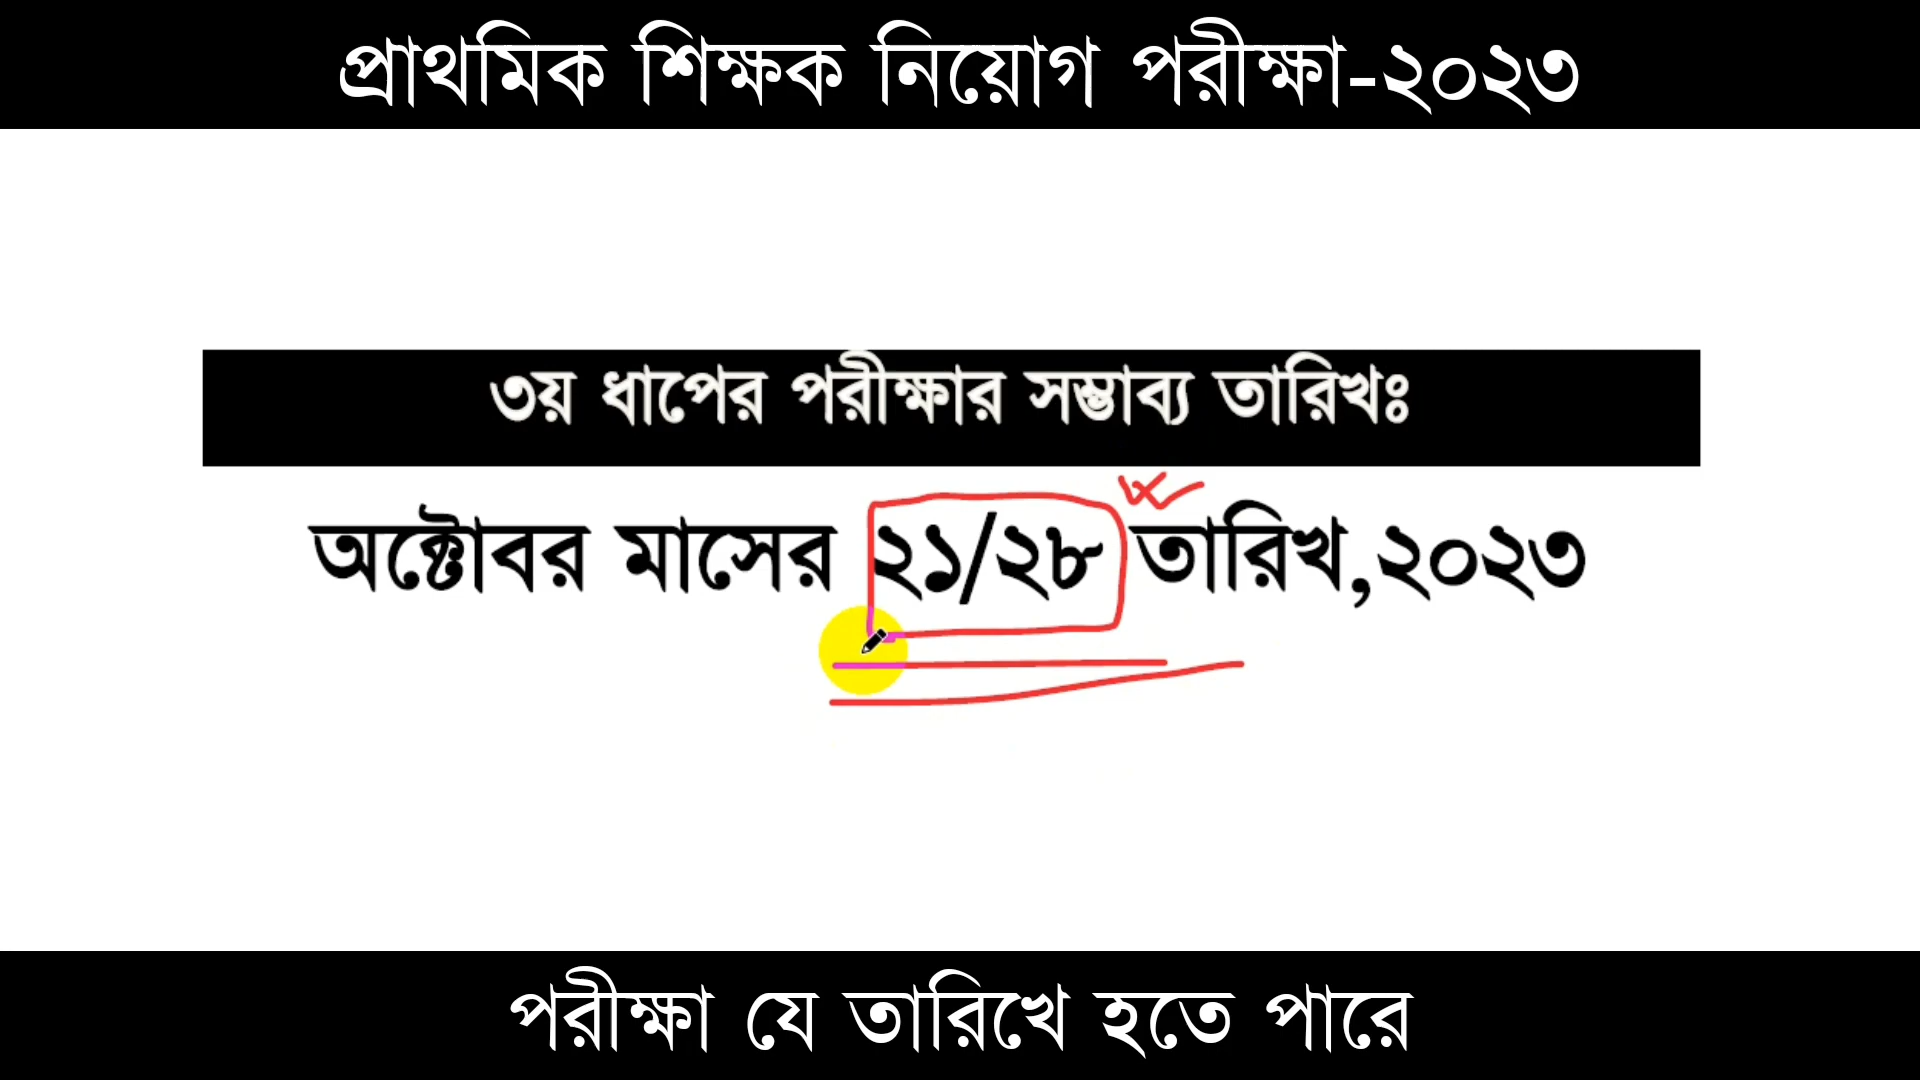 প্রাথমিক শিক্ষক নিয়োগ পরীক্ষা-২০২৩
৩য় ধাপের পরীক্ষার সম্ভাব্য তারিখঃ
অক্টোবর মাসের ২১/২৮ তারিখ,২০২৩
পরীক্ষা যে তারিখে হতে পারে